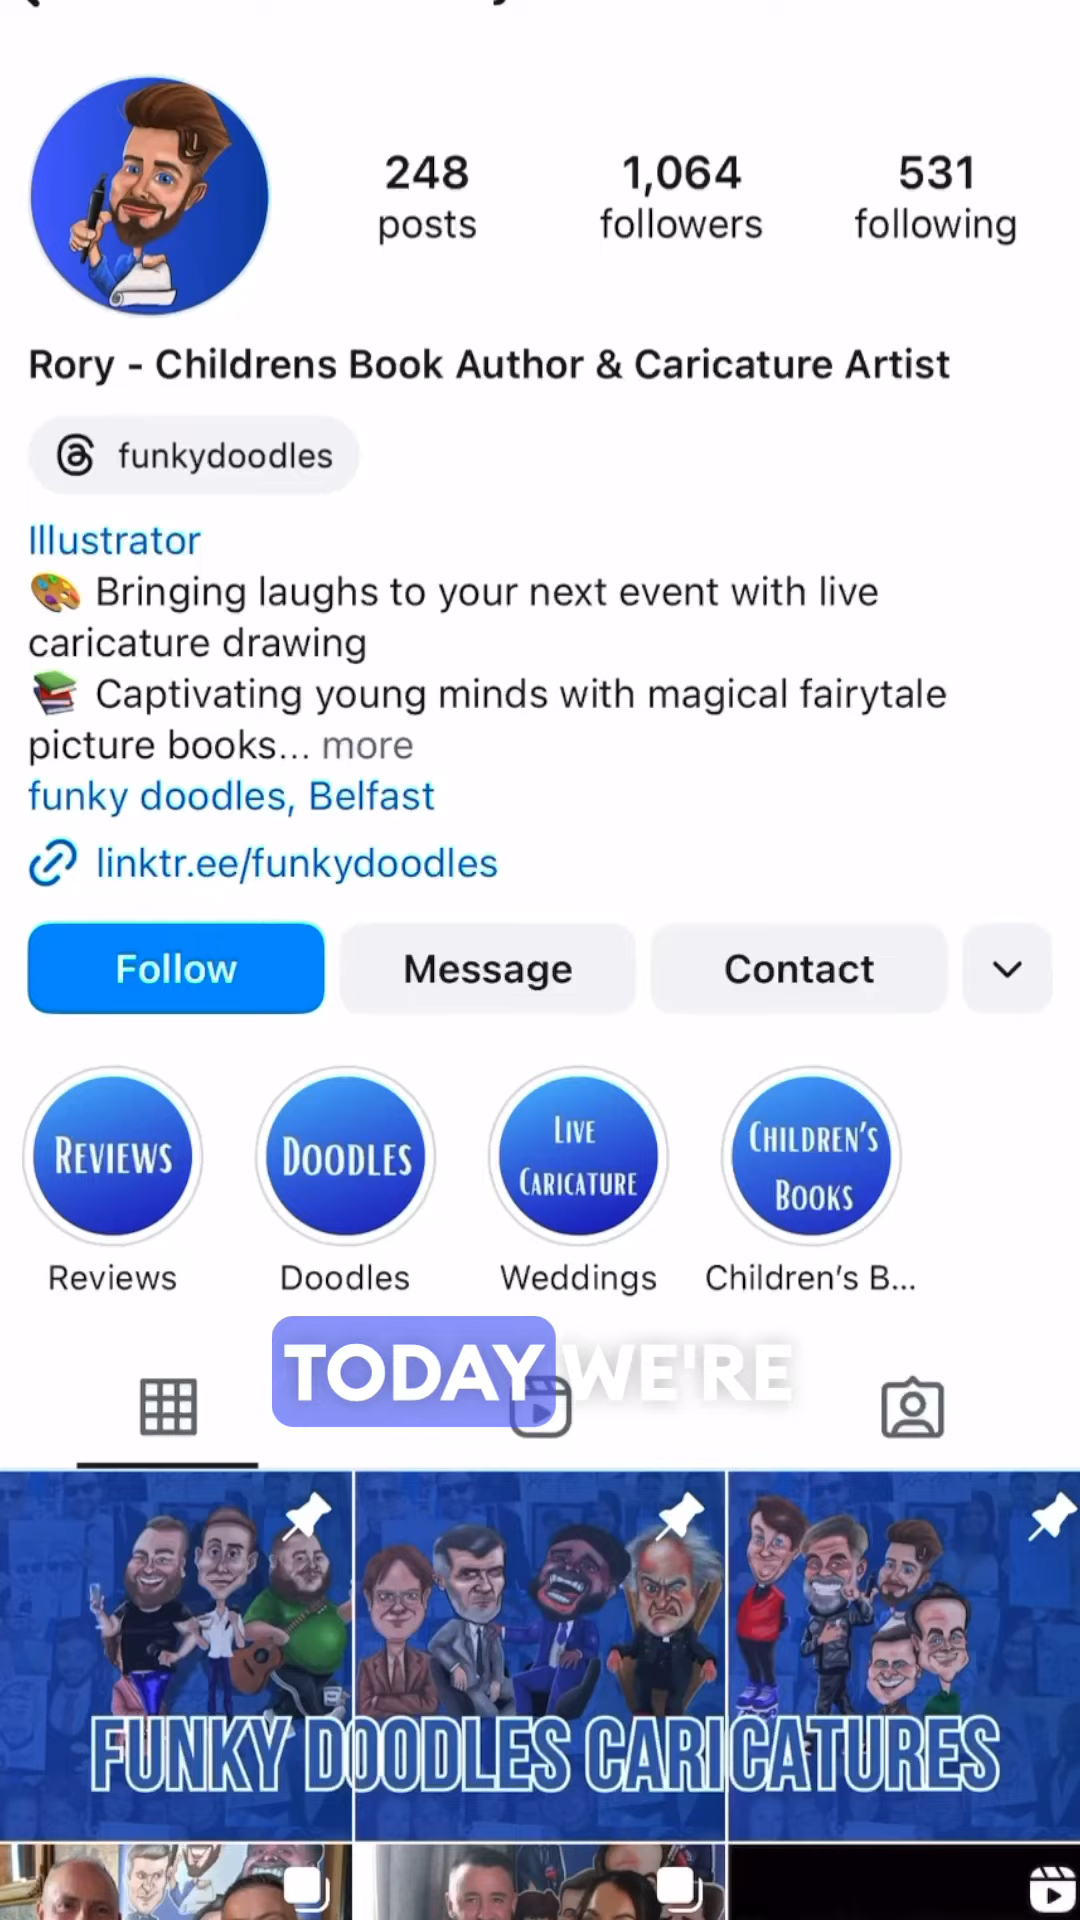 248
posts
1,064
followers
531
following
Rory - Childrens Book Author & Caricature Artist
funkydoodles
Illustrator
Bringing laughs to your next event with live
caricature drawing
Captivating young minds with magical fairytale
picture books... more
funky doodles, Belfast
linktr.ee/funkydoodles
Follow
Message
Contact
REVIEWS
DOODLES
LIVE
CARICATURE
CHILDREN'S
BOOKS
Reviews
Doodles
Weddings
Children's B...
TODAY WE'RE
FUNKY DOODLES CARICATURES